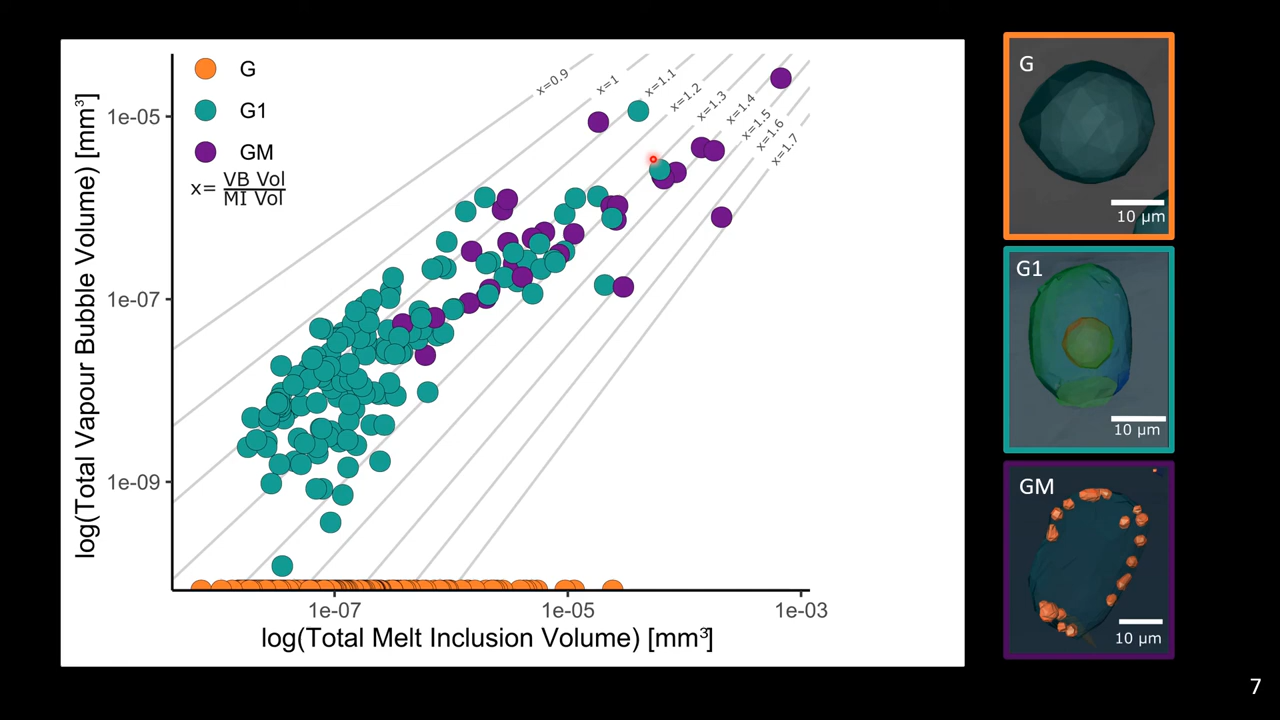 G
G1
GM
x= VB Vol
MI Vol
x=0.9
x=1
x=1.1
x=1.2
x=1.3
x=1.4
x=1.5
x=1.6
x=1.7
log(Total Vapour Bubble Volume) [mm³]
1e-05
1e-07
1e-09
1e-07
1e-05
1e-03
log(Total Melt Inclusion Volume) [mm³]
G
10 µm
G1
10 µm
GM
10 µm
7